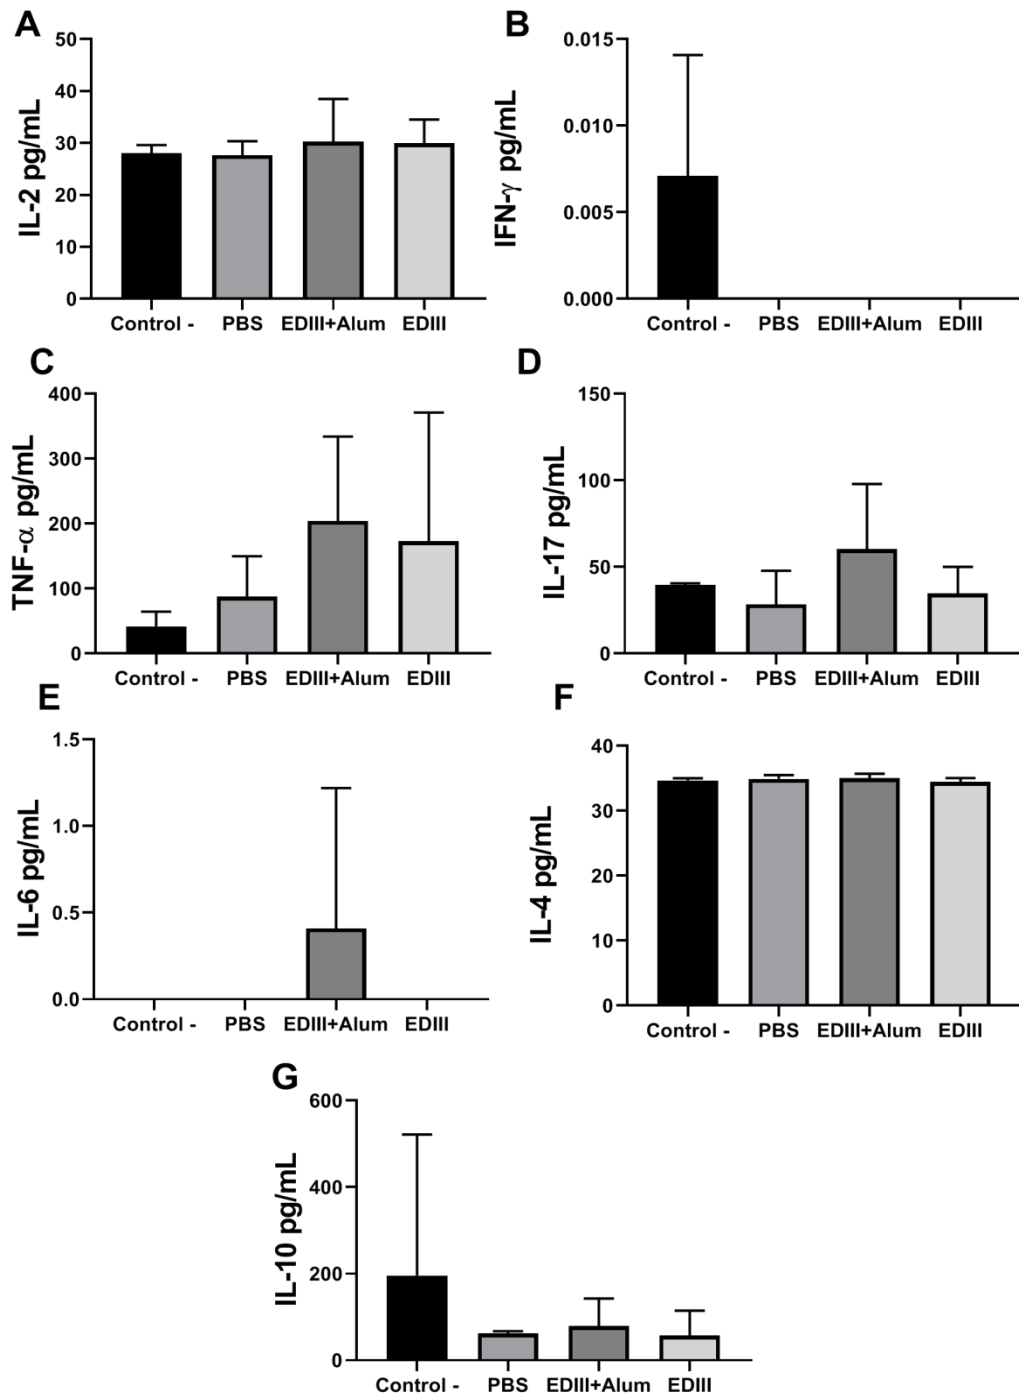 A
IL-2 pg/mL
50
40
30
20
10
0
Control - PBS EDIII+Alum EDIII
B
IFN-γ pg/mL
0.015
0.010
0.005
0.000
Control - PBS EDIII+Alum EDIII
C
TNF-α pg/mL
400
300
200
100
0
Control - PBS EDIII+Alum EDIII
D
IL-17 pg/mL
150
100
50
0
Control - PBS EDIII+Alum EDIII
E
IL-6 pg/mL
1.5
1.0
0.5
0.0
Control - PBS EDIII+Alum EDIII
F
IL-4 pg/mL
40
30
20
10
0
Control - PBS EDIII+Alum EDIII
G
IL-10 pg/mL
600
400
200
0
Control - PBS EDIII+Alum EDIII